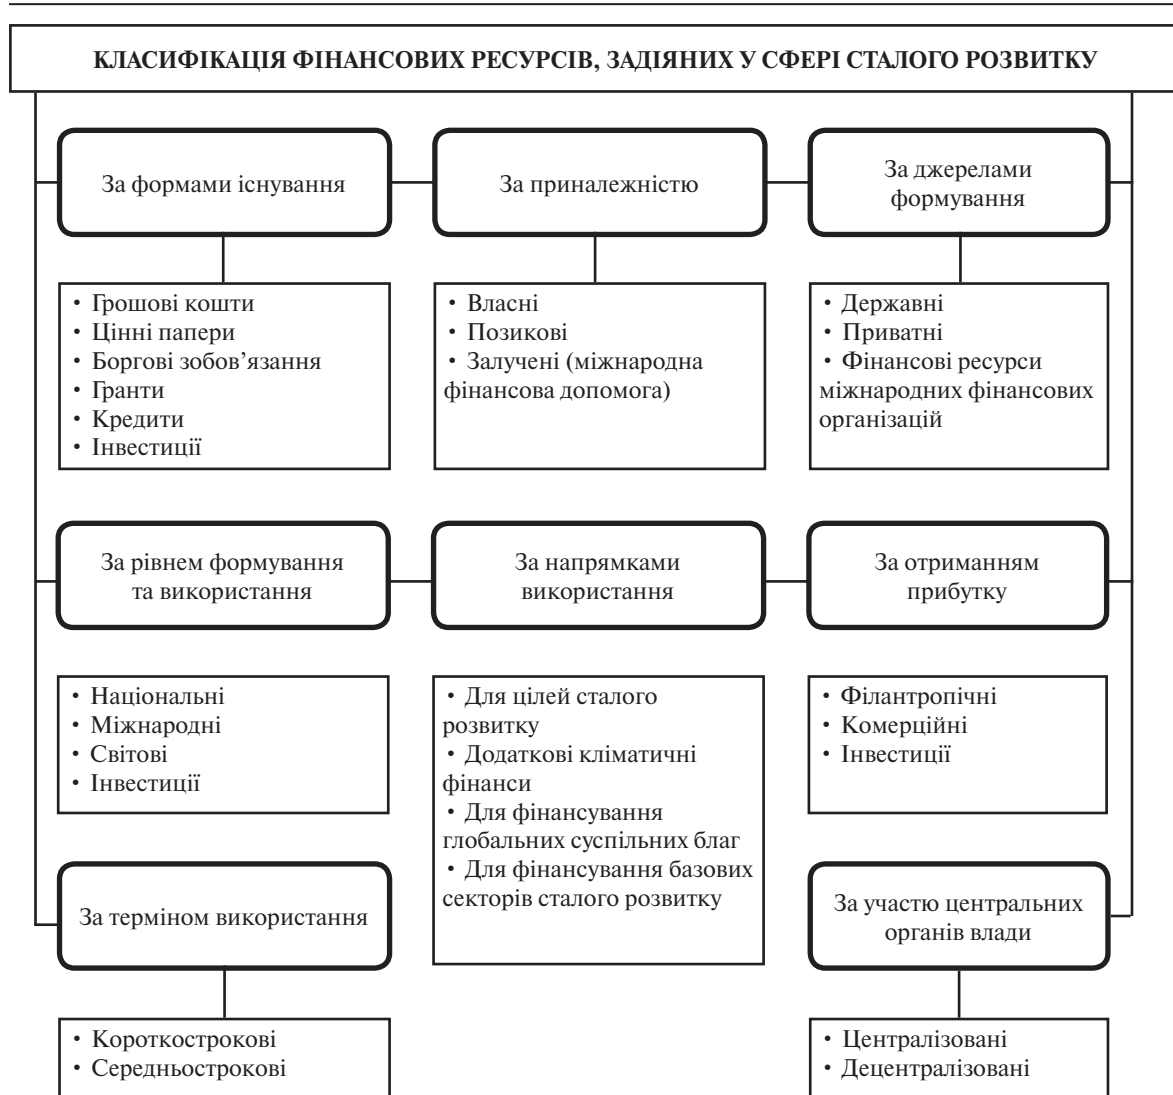 КЛАСИФІКАЦІЯ ФІНАНСОВИХ РЕСУРСІВ, ЗАДІЯНИХ У СФЕРІ СТАЛОГО РОЗВИТКУ
За формами існування
• Грошові кошти
• Цінні папери
• Боргові зобов’язання
• Гранти
• Кредити
• Інвестиції
За приналежністю
• Власні
• Позикові
• Залучені (міжнародна
фінансова допомога)
За джерелами
формування
• Державні
• Приватні
• Фінансові ресурси
міжнародних фінансових
організацій
За рівнем формування
та використання
• Національні
• Міжнародні
• Світові
• Інвестиції
За напрямками
використання
• Для цілей сталого
розвитку
• Додаткові кліматичні
фінанси
• Для фінансування
глобальних суспільних благ
• Для фінансування базових
секторів сталого розвитку
За отриманням
прибутку
• Філантропічні
• Комерційні
• Інвестиції
За терміном використання
• Короткострокові
• Середньострокові
За участю центральних
органів влади
• Централізовані
• Децентралізовані